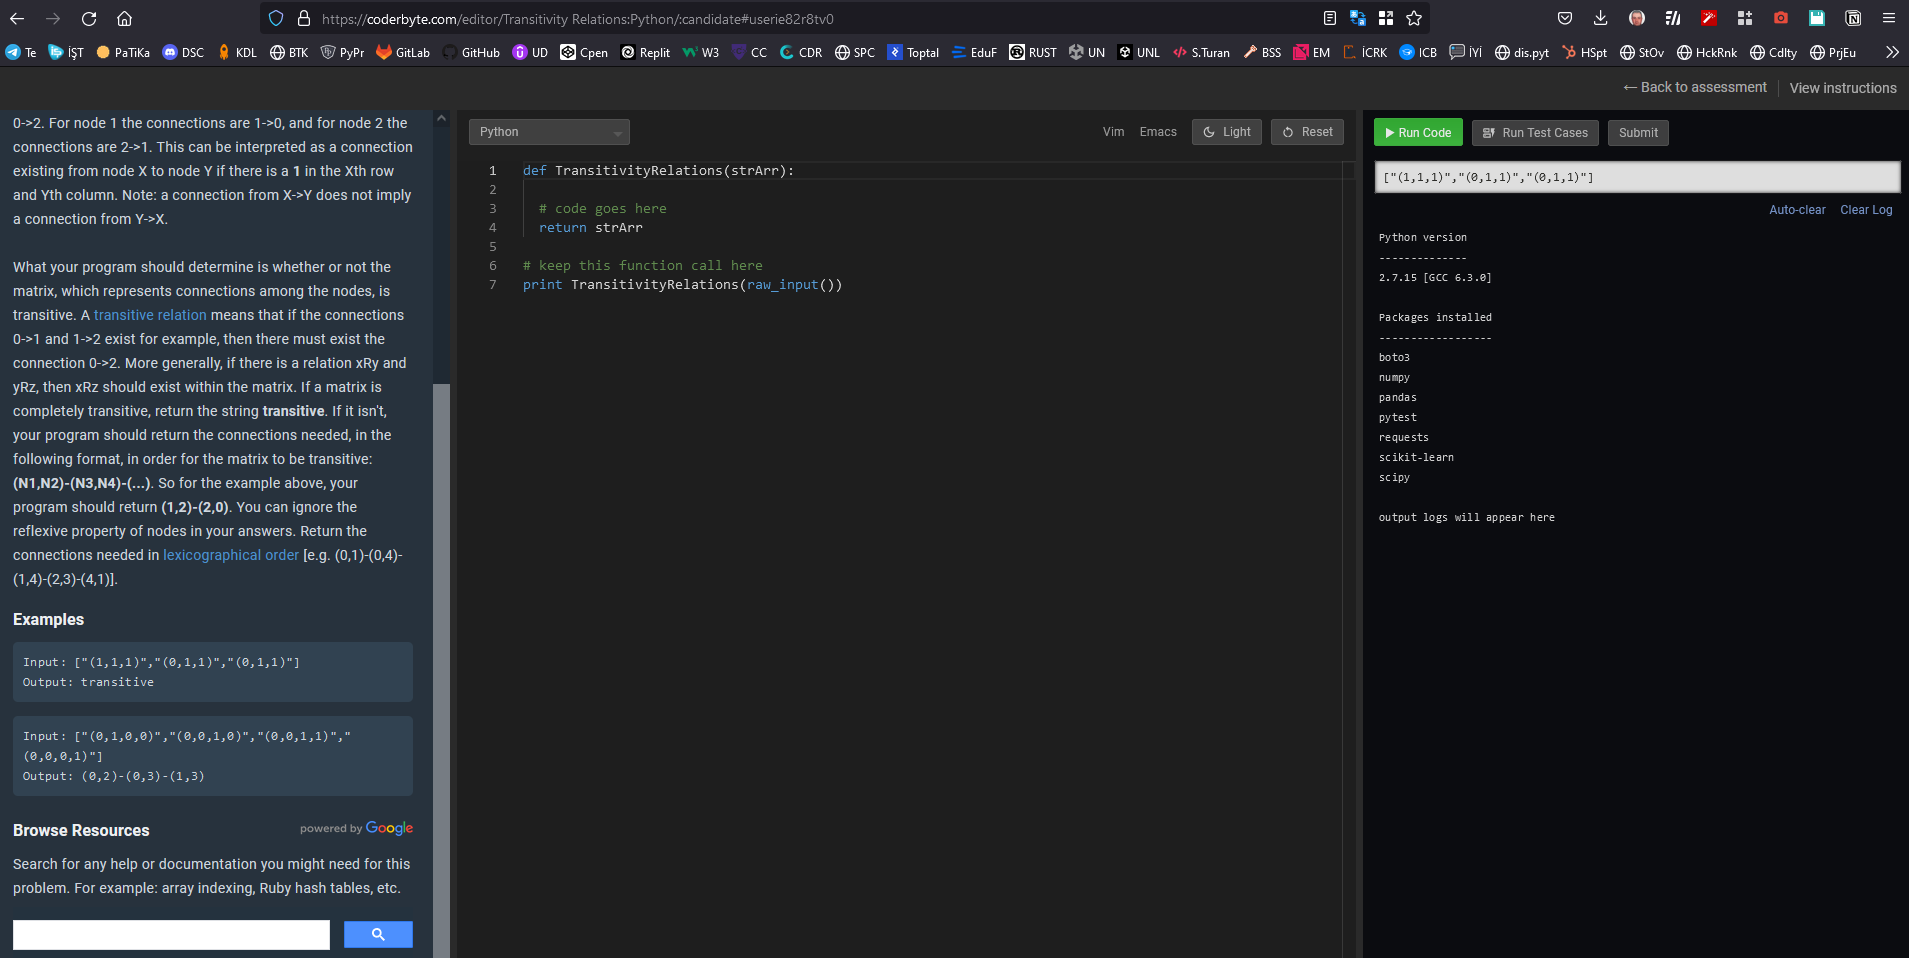 https://coderbyte.com/editor/Transitivity Relations:Python/:candidate#userie82r8tv0
Te İŞT PaTiKa DSC KDL BTK PyPr GitLab GitHub UD Cpen Replit W3 CC CDR SPC Toptal EduF RUST UN UNL S.Turan BSS EM İCRK ICB İYİ dis.pyt HSpt StOv HckRnk Cdlty PrjEu
← Back to assessment View instructions
0->2. For node 1 the connections are 1->0, and for node 2 the
connections are 2->1. This can be interpreted as a connection
existing from node X to node Y if there is a 1 in the Xth row
and Yth column. Note: a connection from X->Y does not imply
a connection from Y->X.
What your program should determine is whether or not the
matrix, which represents connections among the nodes, is
transitive. A transitive relation means that if the connections
0->1 and 1->2 exist for example, then there must exist the
connection 0->2. More generally, if there is a relation xRy and
yRz, then xRz should exist within the matrix. If a matrix is
completely transitive, return the string transitive. If it isn't,
your program should return the connections needed, in the
following format, in order for the matrix to be transitive:
(N1,N2)-(N3,N4)-(...). So for the example above, your
program should return (1,2)-(2,0). You can ignore the
reflexive property of nodes in your answers. Return the
connections needed in lexicographical order [e.g. (0,1)-(0,4)-
(1,4)-(2,3)-(4,1)].
Examples
Input: ["(1,1,1)","(0,1,1)","(0,1,1)"]
Output: transitive
Input: ["(0,1,0,0)","(0,0,1,0)","(0,0,1,1)","
(0,0,0,1)"]
Output: (0,2)-(0,3)-(1,3)
Browse Resources powered by Google
Search for any help or documentation you might need for this
problem. For example: array indexing, Ruby hash tables, etc.
Python Vim Emacs Light Reset
1 def TransitivityRelations(strArr):
2
3 # code goes here
4 return strArr
5
6 # keep this function call here
7 print TransitivityRelations(raw_input())
Run Code Run Test Cases Submit
["(1,1,1)","(0,1,1)","(0,1,1)"]
Auto-clear Clear Log
Python version
--------------
2.7.15 [GCC 6.3.0]
Packages installed
------------------
boto3
numpy
pandas
pytest
requests
scikit-learn
scipy
output logs will appear here